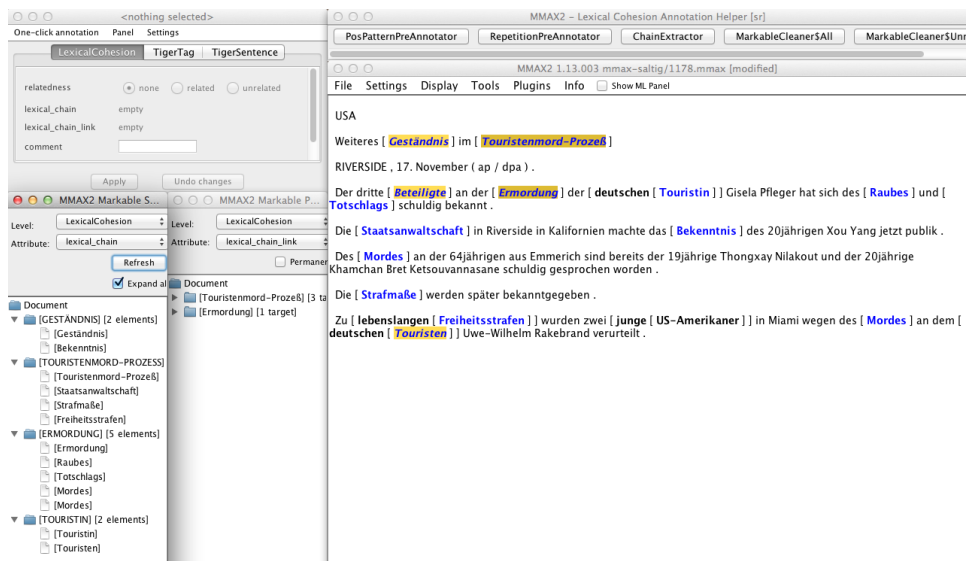 <nothing selected>
One-click annotation Panel Settings
LexicalCohesion TigerTag TigerSentence
relatedness none related unrelated
lexical_chain empty
lexical_chain_link empty
comment
Apply Undo changes
MMAX2 Markable S...
Level: LexicalCohesion
Attribute: lexical_chain
Refresh
Expand al
Document
[GESTÄNDNIS] [2 elements]
[Geständnis]
[Bekenntnis]
[TOURISTENMORD-PROZESS]
[Touristenmord-Prozeß]
[Staatsanwaltschaft]
[Strafmaße]
[Freiheitsstrafen]
[ERMORDUNG] [5 elements]
[Ermordung]
[Raubes]
[Totschlags]
[Mordes]
[Mordes]
[TOURISTIN] [2 elements]
[Touristin]
[Touristen]
MMAX2 Markable P...
Level: LexicalCohesion
Attribute: lexical_chain_link
Permaner
Document
[Touristenmord-Prozeß] [3 ta
[Ermordung] [1 target]
MMAX2 - Lexical Cohesion Annotation Helper [sr]
PosPatternPreAnnotator RepetitionPreAnnotator ChainExtractor MarkableCleaner$All MarkableCleaner$Unr
MMAX2 1.13.003 mmax-saltig/1178.mmax [modified]
File Settings Display Tools Plugins Info Show ML Panel
USA
Weiteres [ Geständnis ] im [ Touristenmord-Prozeß ]
RIVERSIDE , 17. November ( ap / dpa ) .
Der dritte [ Beteiligte ] an der [ Ermordung ] der [ deutschen [ Touristin ] ] Gisela Pfleger hat sich des [ Raubes ] und [
Totschlags ] schuldig bekannt .
Die [ Staatsanwaltschaft ] in Riverside in Kalifornien machte das [ Bekenntnis ] des 20jährigen Xou Yang jetzt publik .
Des [ Mordes ] an der 64jährigen aus Emmerich sind bereits der 19jährige Thongxay Nilakout und der 20jährige
Khamchan Bret Ketsouvannasane schuldig gesprochen worden .
Die [ Strafmaße ] werden später bekanntgegeben .
Zu [ lebenslangen [ Freiheitsstrafen ] ] wurden zwei [ junge [ US-Amerikaner ] ] in Miami wegen des [ Mordes ] an dem [
deutschen [ Touristen ] ] Uwe-Wilhelm Rakebrand verurteilt .